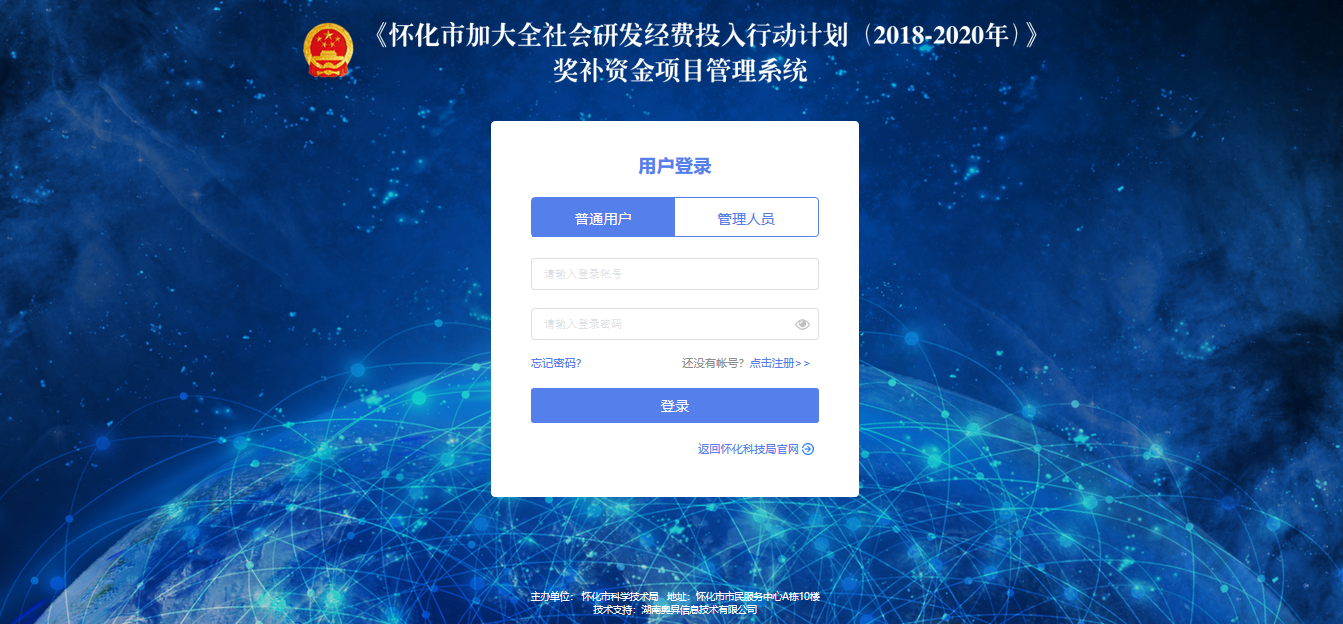 《怀化市加大全社会研发经费投入行动计划（2018-2020年）》
奖补资金项目管理系统
用户登录
普通用户 管理人员
请输入登录帐号
请输入登录密码
忘记密码? 还没有帐号? 点击注册>>
登录
返回怀化科技局官网
主办单位： 怀化市科学技术局 地址：怀化市市民服务中心A栋10楼
技术支持：湖南奥昇信息技术有限公司